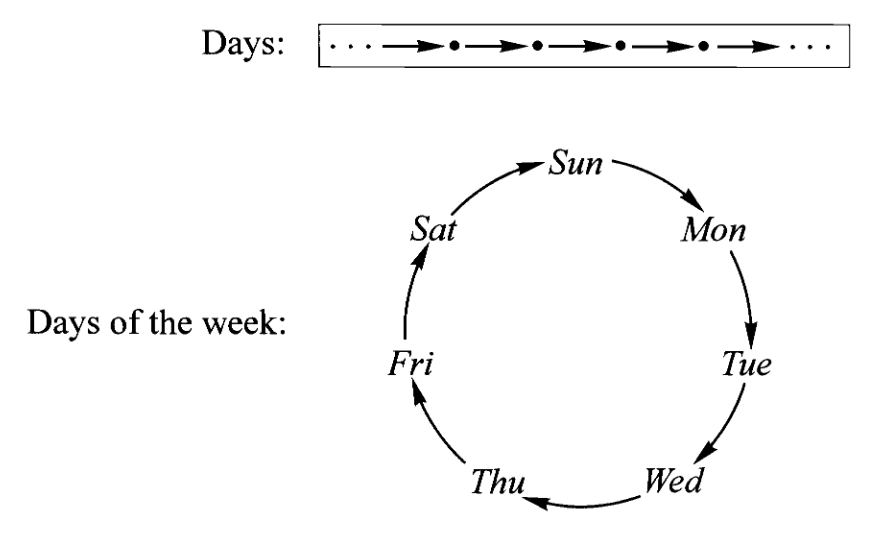 Days: . . . . . .
Sun
Sat Mon
Days of the week:
Fri Tue
Thu Wed